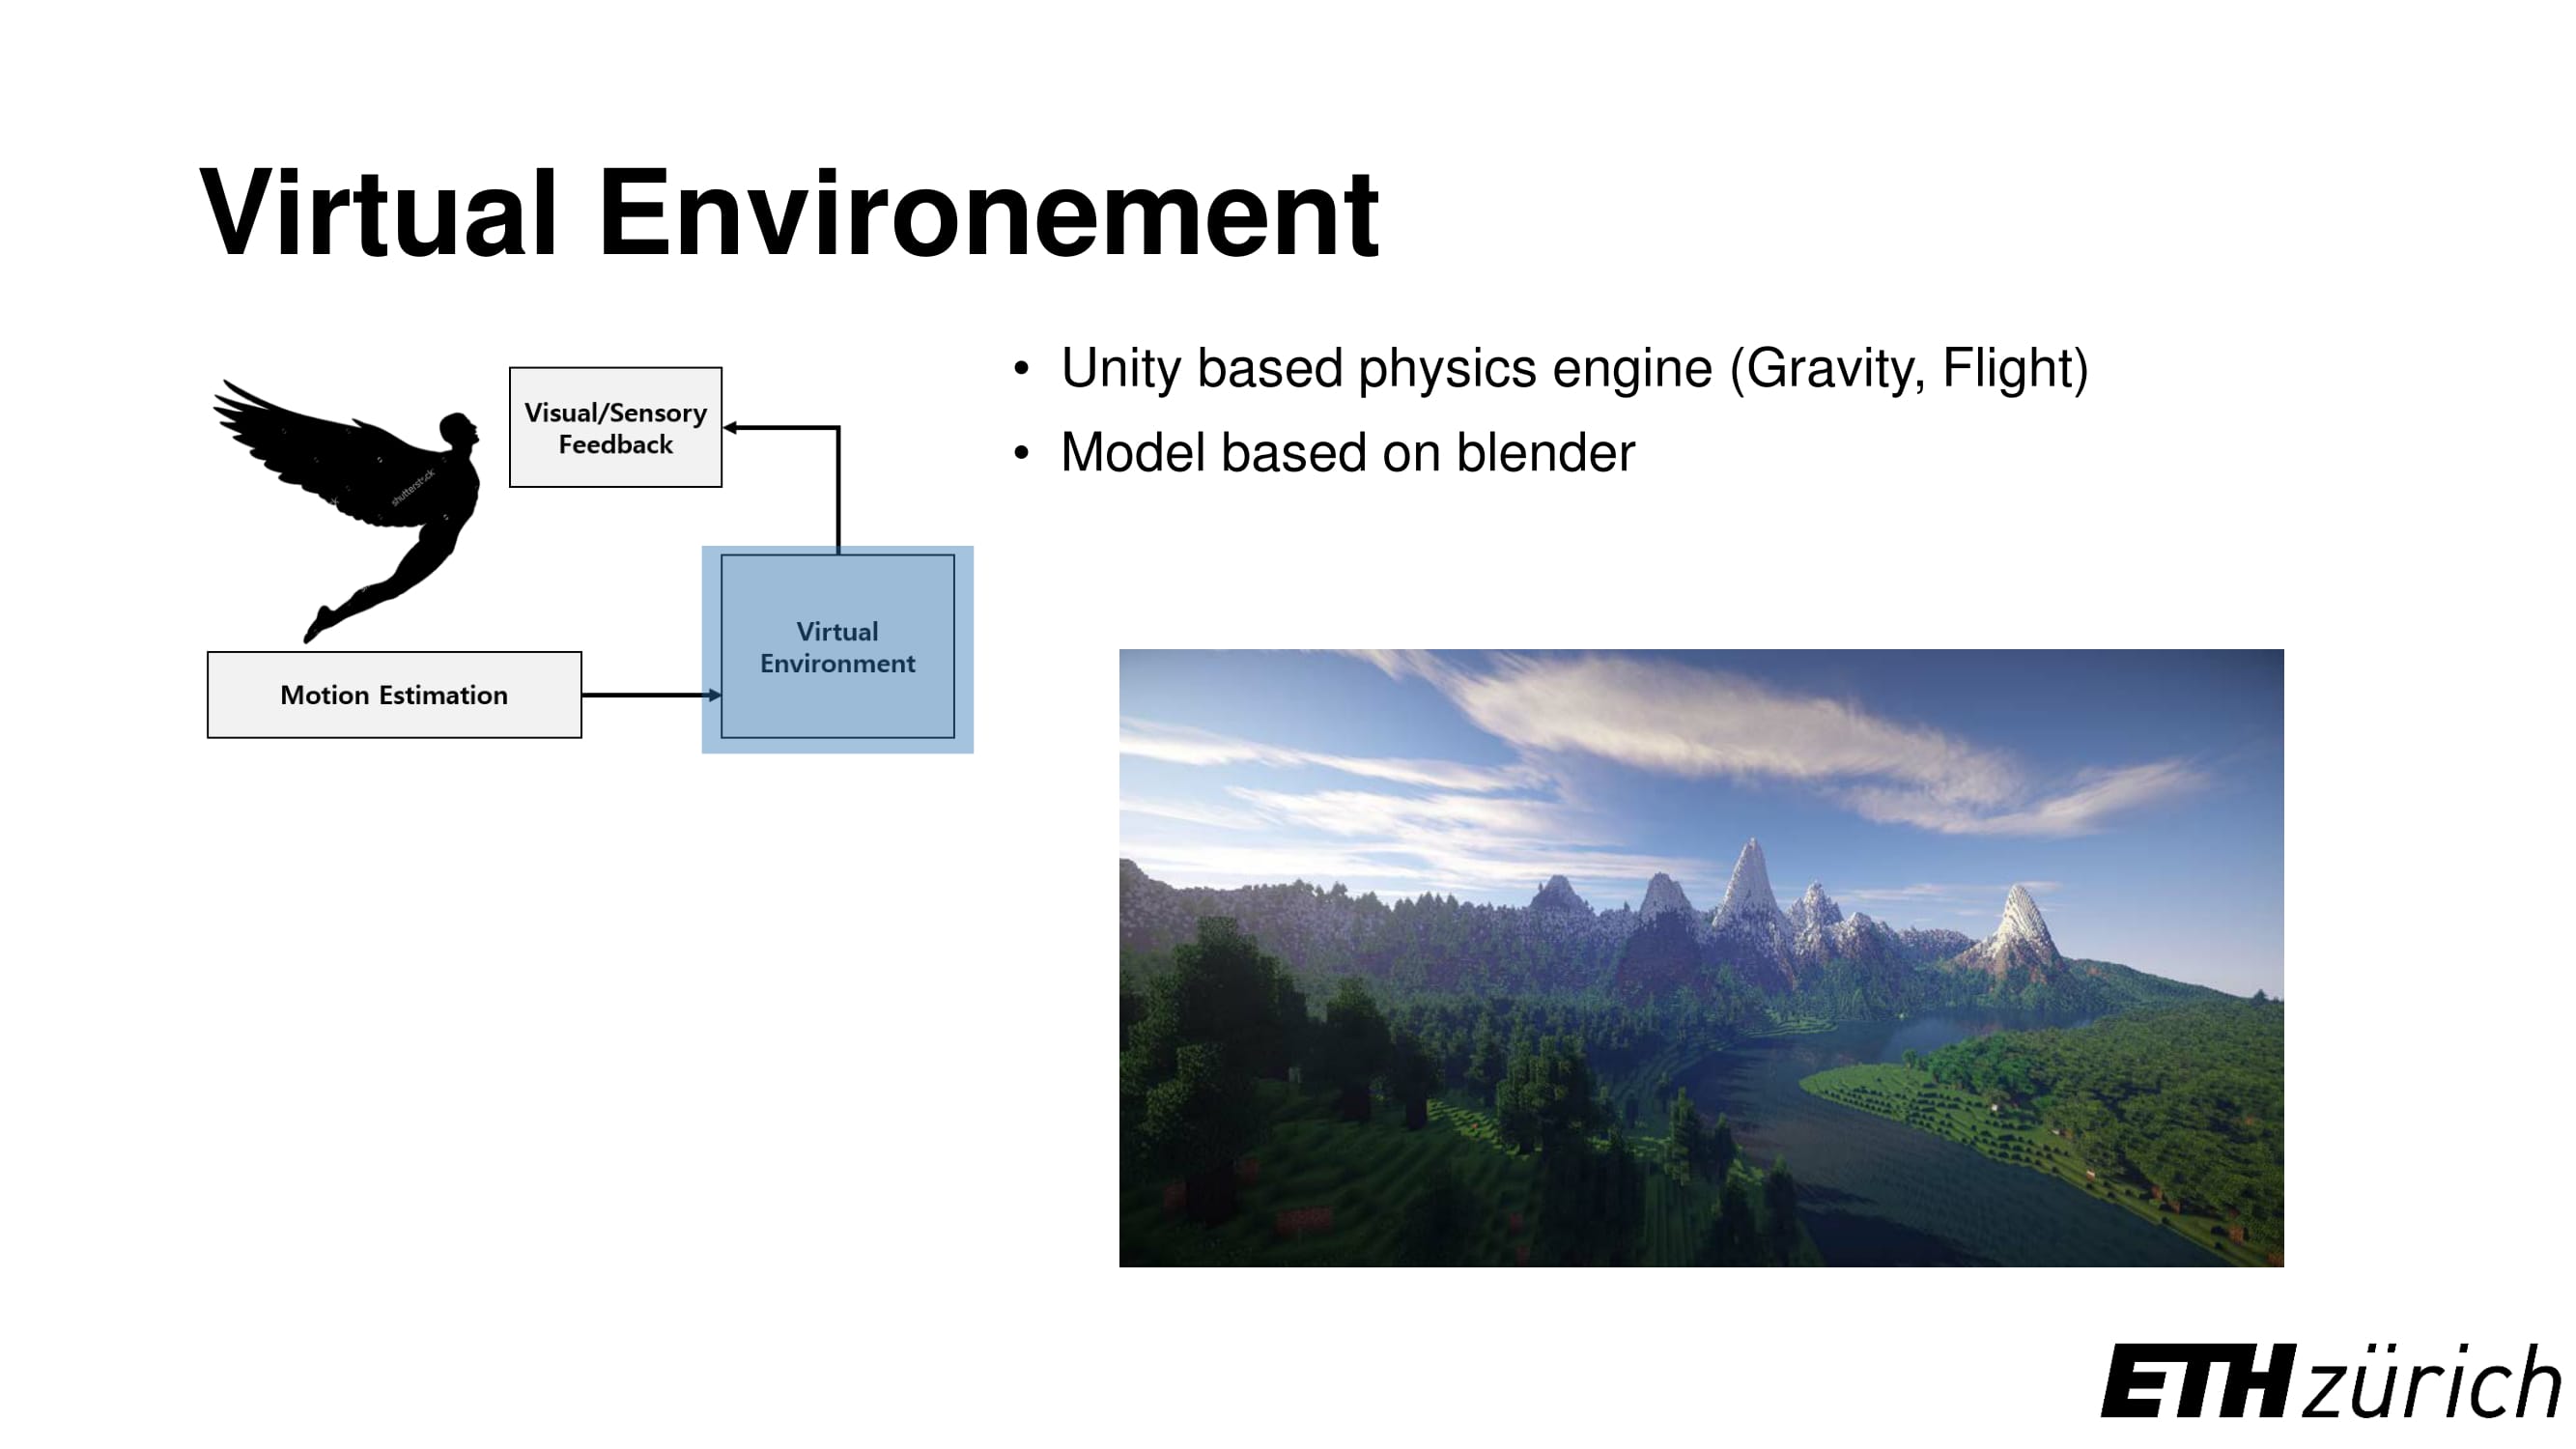 Virtual Environement
Visual/Sensory
Feedback
shutterstock
Virtual
Environment
Motion Estimation
• Unity based physics engine (Gravity, Flight)
• Model based on blender
ETH zürich